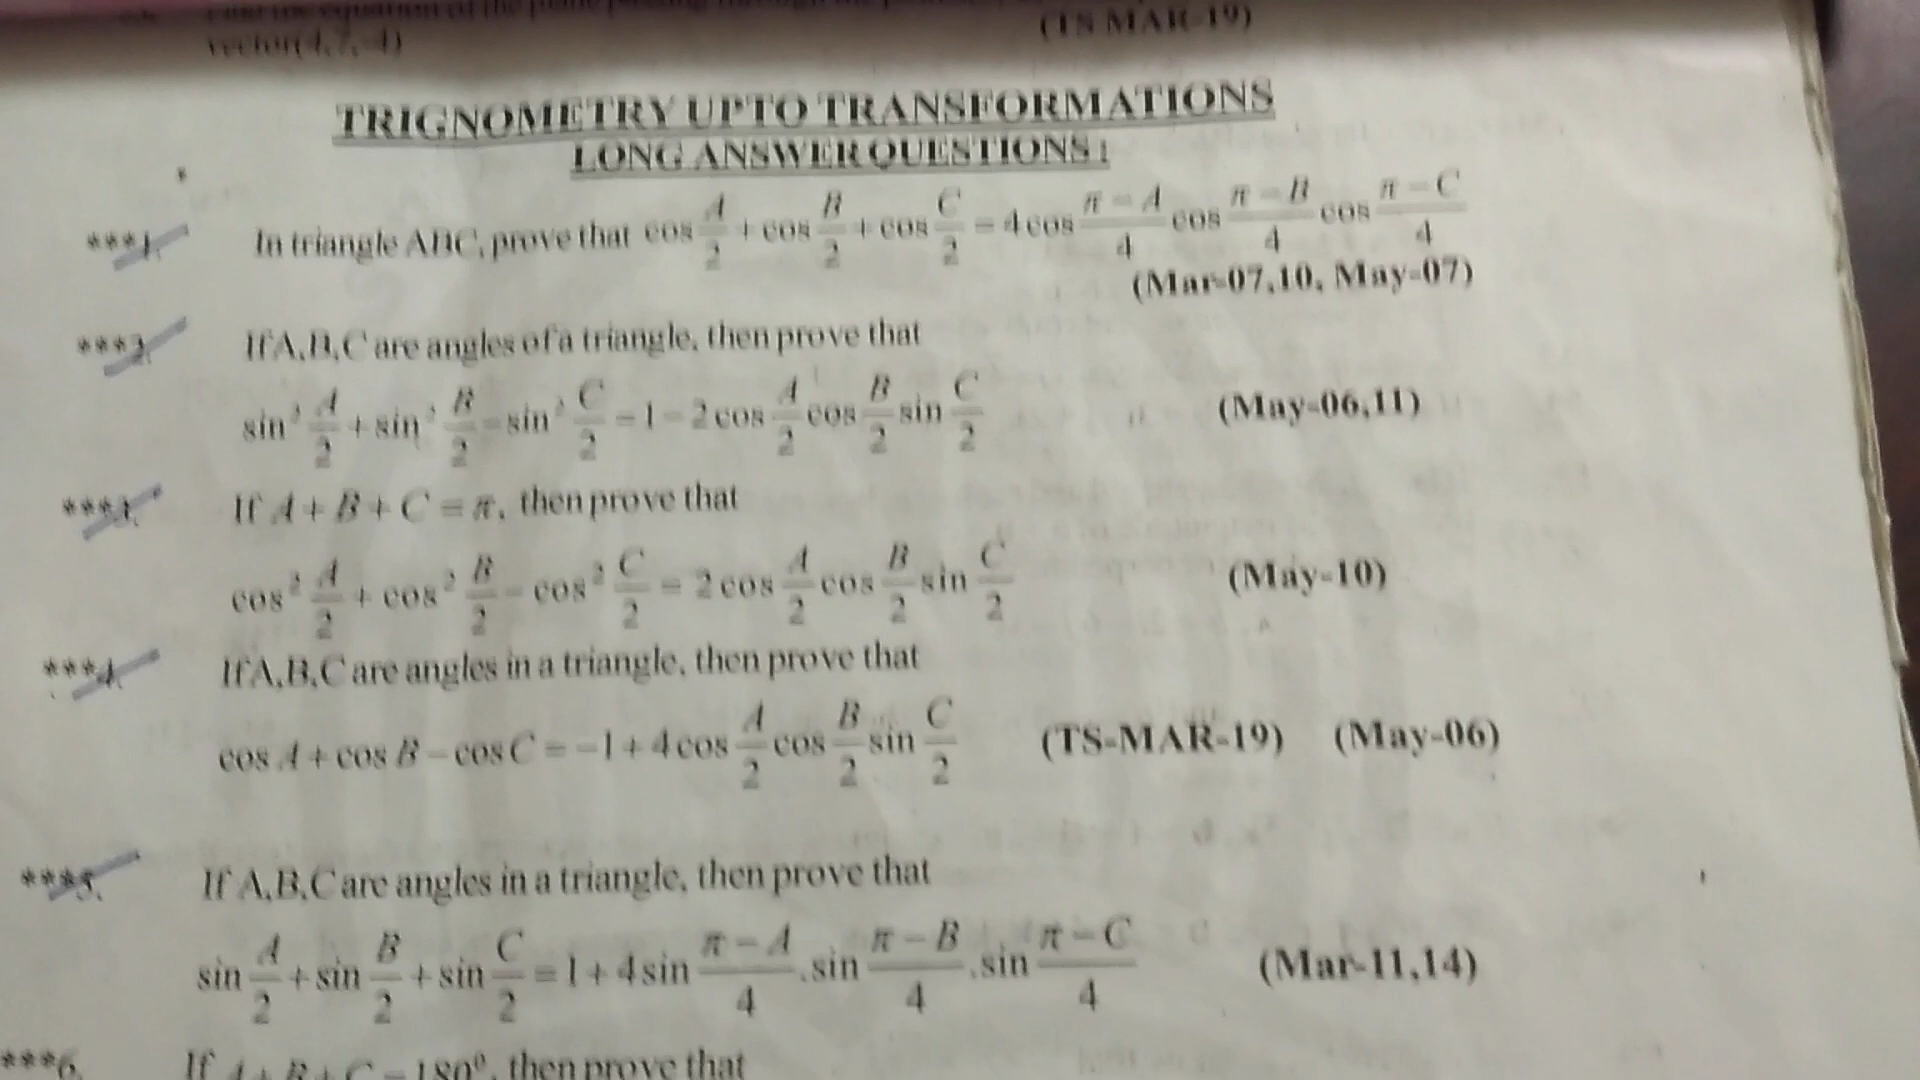 vector(4,7,-4)
(TS MAR-19)
TRIGNOMETRY UPTO TRANSFORMATIONS
LONG ANSWER QUESTIONS :
***1. In triangle ABC, prove that cos A/2 + cos B/2 + cos C/2 = 4 cos (π − A)/4 cos (π − B)/4 cos (π − C)/4
(Mar-07,10, May-07)
***2. If A,B,C are angles of a triangle, then prove that
sin² A/2 + sin² B/2 − sin² C/2 = 1 − 2 cos A/2 cos B/2 sin C/2 (May-06,11)
***3. If A + B + C = π, then prove that
cos² A/2 + cos² B/2 − cos² C/2 = 2 cos A/2 cos B/2 sin C/2 (May-10)
***4. If A,B,C are angles in a triangle, then prove that
cos A + cos B − cos C = −1 + 4 cos A/2 cos B/2 sin C/2 (TS-MAR-19) (May-06)
***5. If A,B,C are angles in a triangle, then prove that
sin A/2 + sin B/2 + sin C/2 = 1 + 4 sin (π − A)/4 . sin (π − B)/4 . sin (π − C)/4 (Mar-11,14)
***6. If A + B + C = 180⁰, then prove that